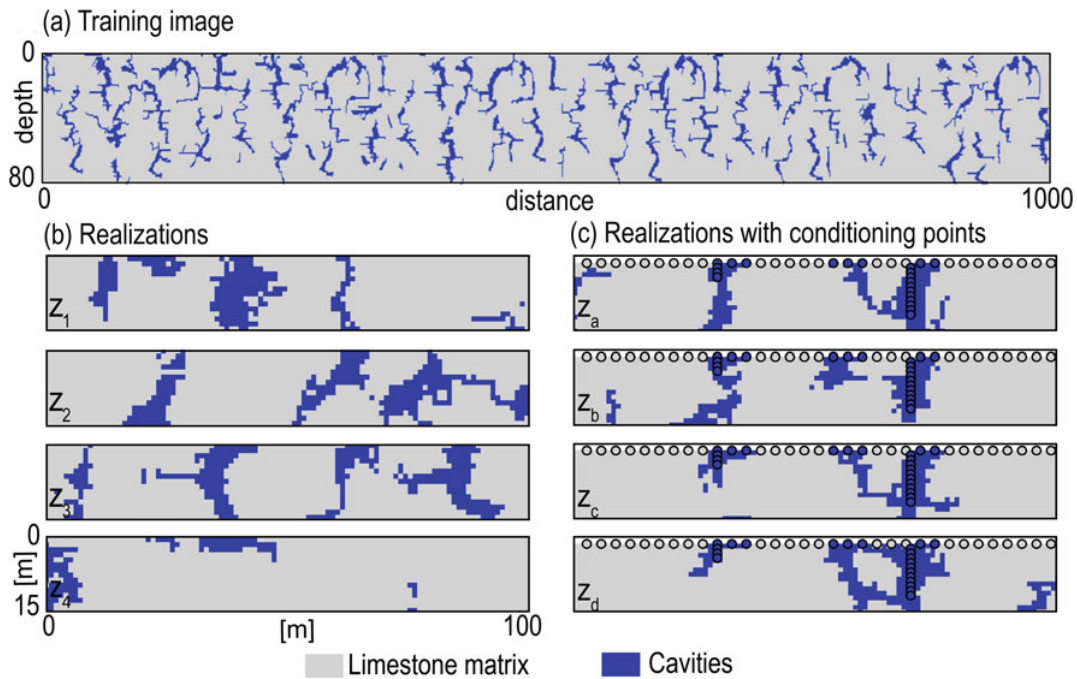 (a) Training image
0
depth
80
0
distance
1000
(b) Realizations
(c) Realizations with conditioning points
z1
za
z2
zb
z3
zc
0
[m]
15
z4
zd
0
[m]
100
Limestone matrix
Cavities